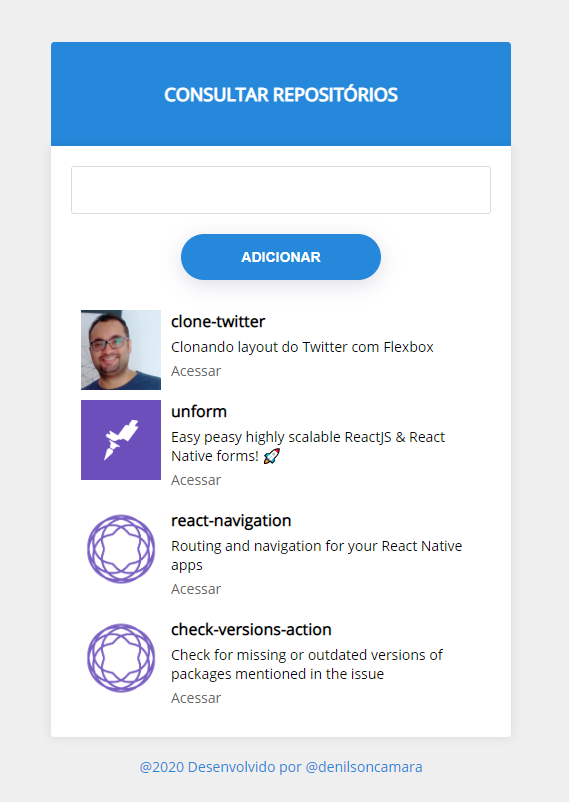 CONSULTAR REPOSITÓRIOS
ADICIONAR
clone-twitter
Clonando layout do Twitter com Flexbox
Acessar
unform
Easy peasy highly scalable ReactJS & React
Native forms! 🚀
Acessar
react-navigation
Routing and navigation for your React Native
apps
Acessar
check-versions-action
Check for missing or outdated versions of
packages mentioned in the issue
Acessar
@2020 Desenvolvido por @denilsoncamara